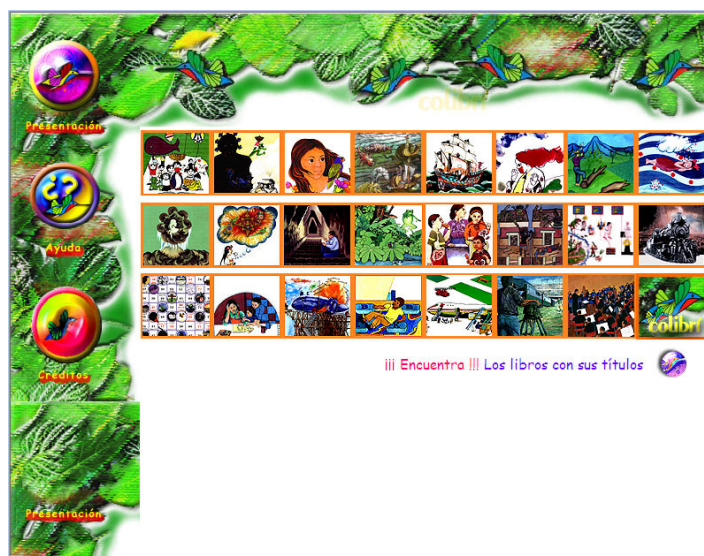 colibrí
Presentación
Ayuda
Créditos
colibrí
¡¡¡ Encuentra !!! Los libros con sus títulos
Presentación